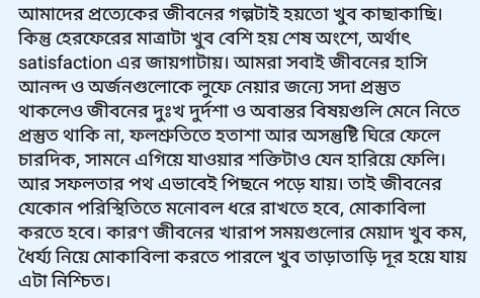 আমাদের প্রত্যেকের জীবনের গল্পটাই হয়তো খুব কাছাকাছি।
কিন্তু হেরফেরের মাত্রাটা খুব বেশি হয় শেষ অংশে, অর্থাৎ
satisfaction এর জায়গাটায়। আমরা সবাই জীবনের হাসি
আনন্দ ও অর্জনগুলোকে লুফে নেয়ার জন্যে সদা প্রস্তুত
থাকলেও জীবনের দুঃখ দুর্দশা ও অবান্তর বিষয়গুলি মেনে নিতে
প্রস্তুত থাকি না, ফলশ্রুতিতে হতাশা আর অসন্তুষ্টি ঘিরে ফেলে
চারদিক, সামনে এগিয়ে যাওয়ার শক্তিটাও যেন হারিয়ে ফেলি।
আর সফলতার পথ এভাবেই পিছনে পড়ে যায়। তাই জীবনের
যেকোন পরিস্থিতিতে মনোবল ধরে রাখতে হবে, মোকাবিলা
করতে হবে। কারণ জীবনের খারাপ সময়গুলোর মেয়াদ খুব কম,
ধৈর্য্য নিয়ে মোকাবিলা করতে পারলে খুব তাড়াতাড়ি দূর হয়ে যায়
এটা নিশ্চিত।